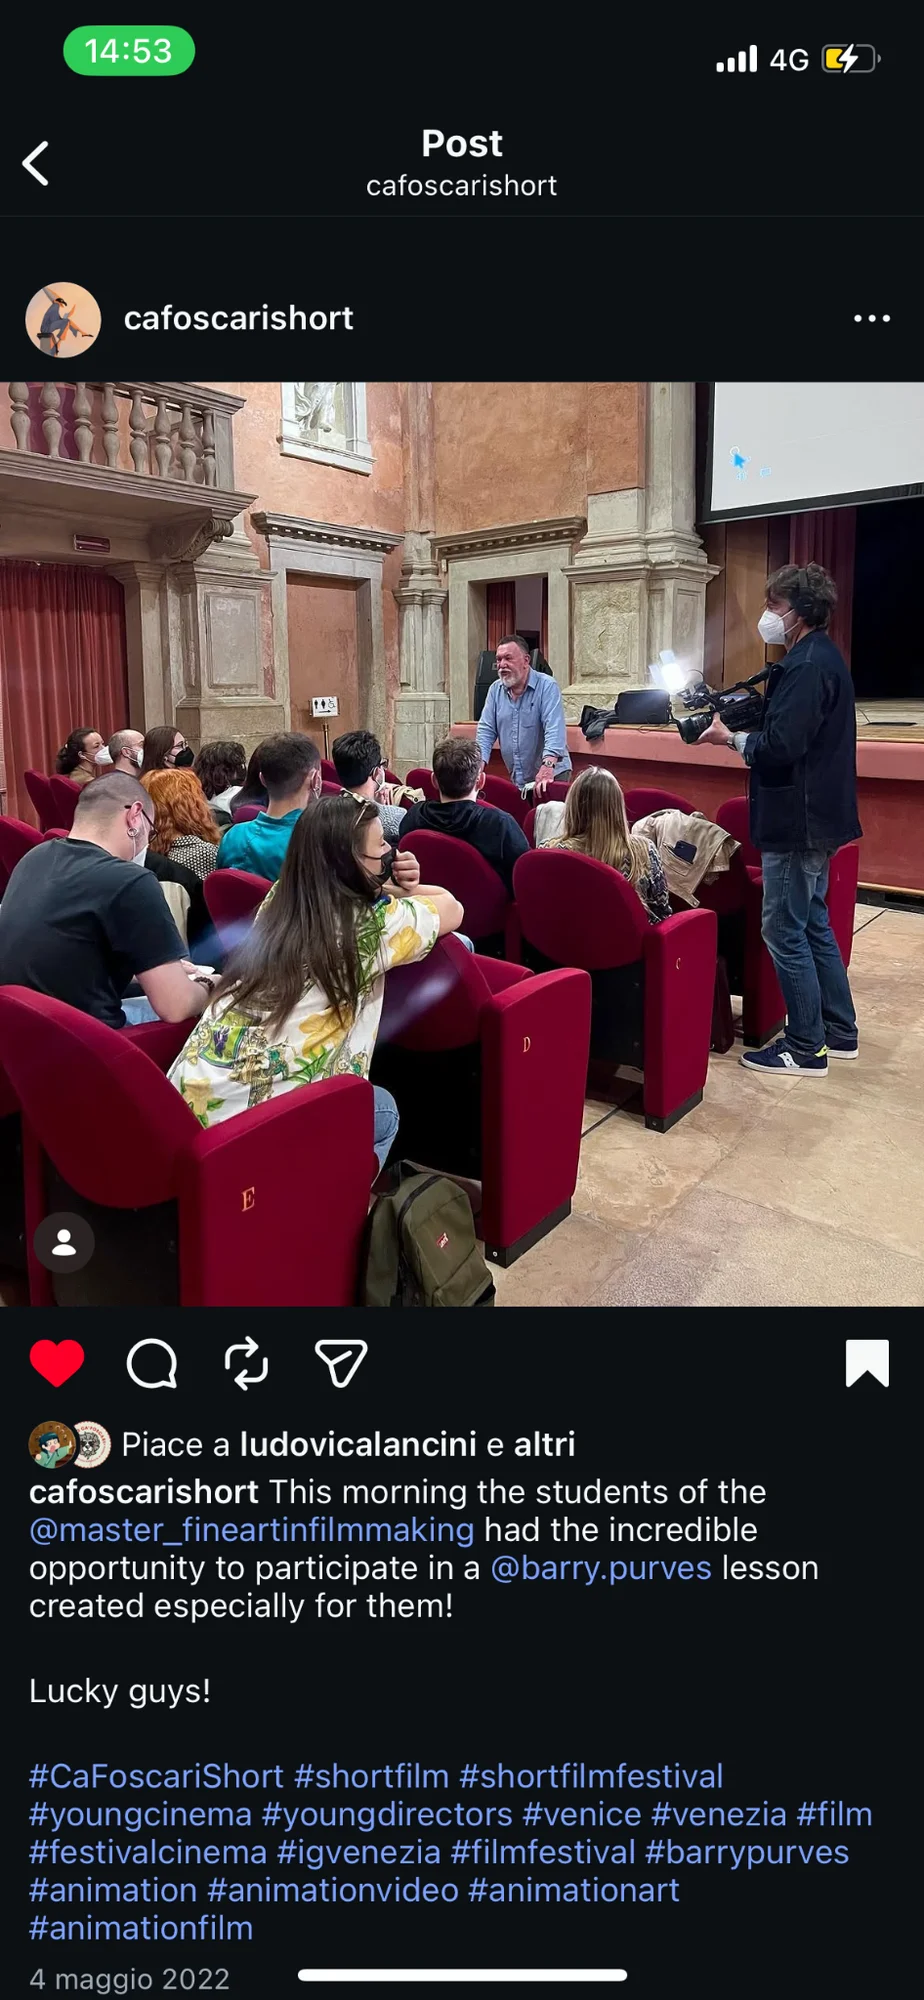 14:53
4G
Post
cafoscarishort
cafoscarishort
C
D
E
Piace a ludovicalancini e altri
cafoscarishort This morning the students of the
@master_fineartinfilmmaking had the incredible
opportunity to participate in a @barry.purves lesson
created especially for them!
Lucky guys!
#CaFoscariShort #shortfilm #shortfilmfestival
#youngcinema #youngdirectors #venice #venezia #film
#festivalcinema #igvenezia #filmfestival #barrypurves
#animation #animationvideo #animationart
#animationfilm
4 maggio 2022